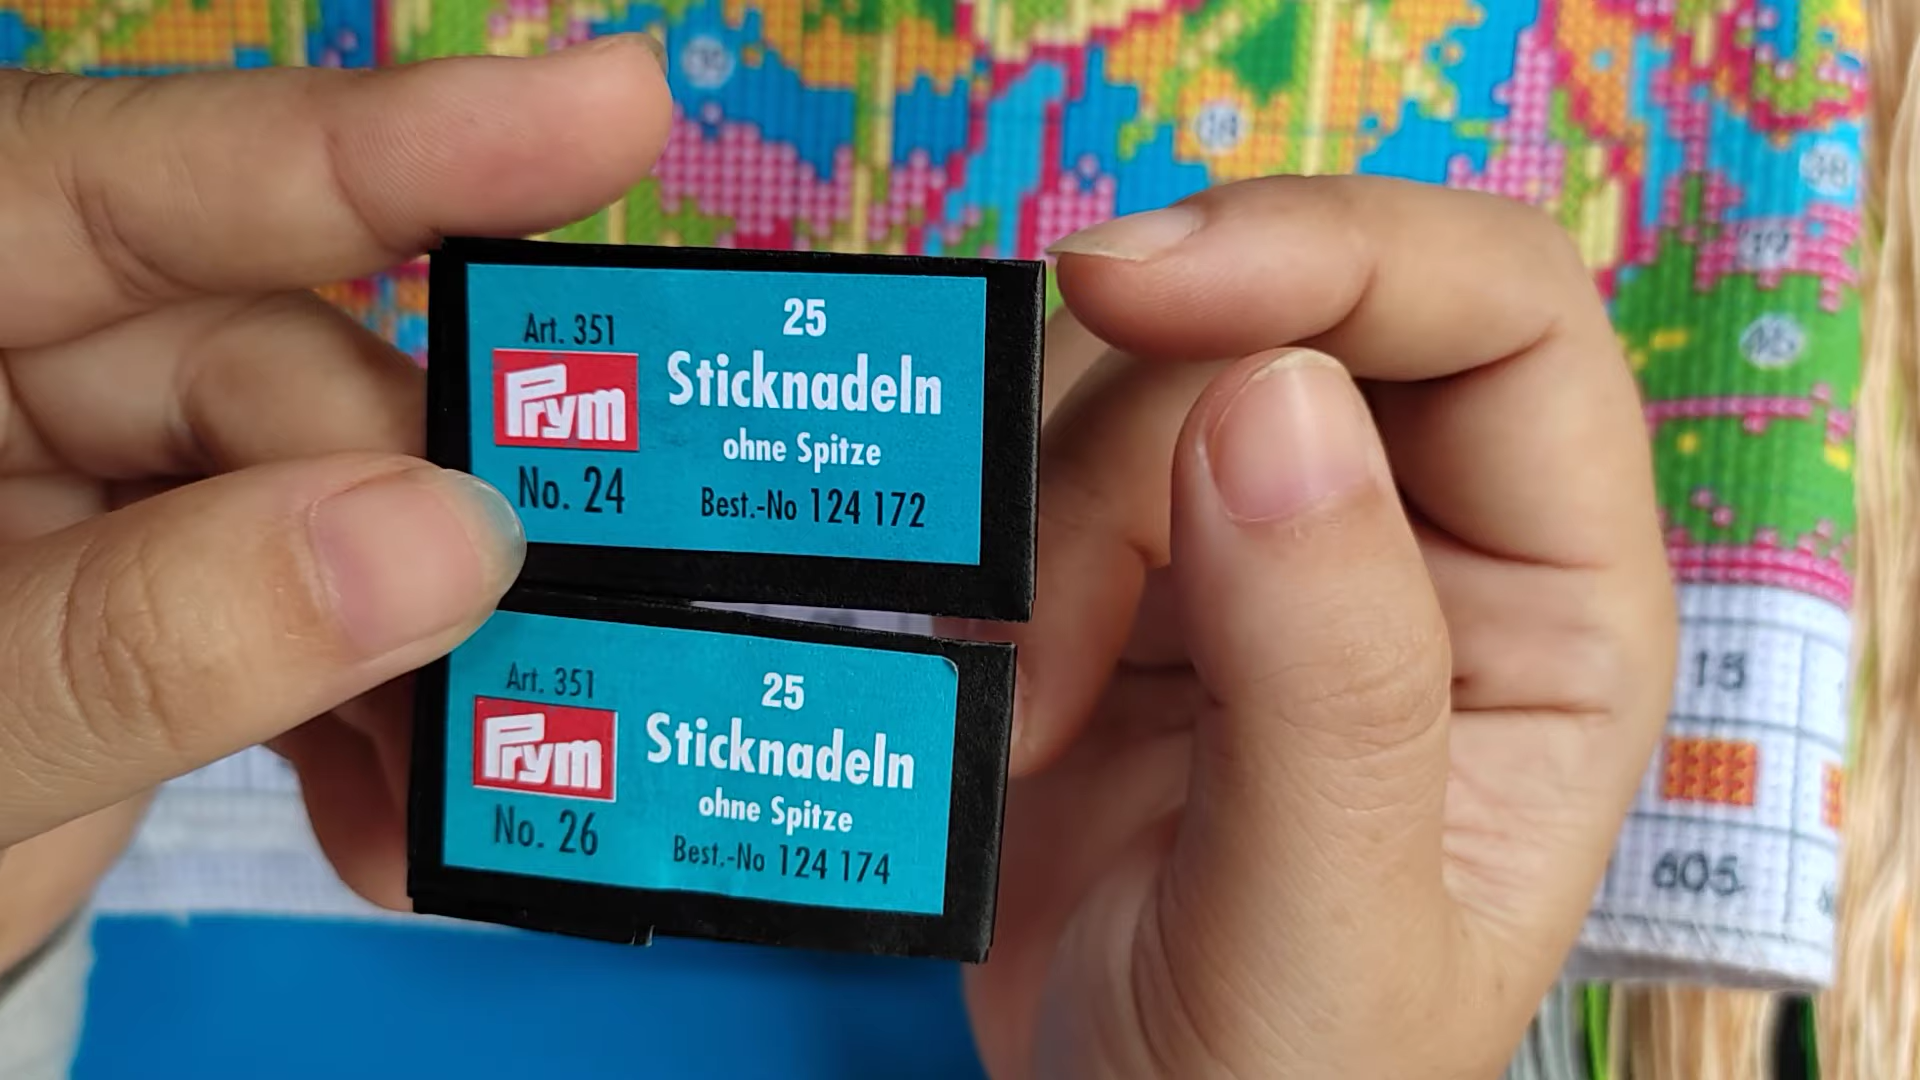 Art. 351
Prym
No. 24
25
Sticknadeln
ohne Spitze
Best.-No 124 172
Art. 351
Prym
No. 26
25
Sticknadeln
ohne Spitze
Best.-No 124 174
38
15
605